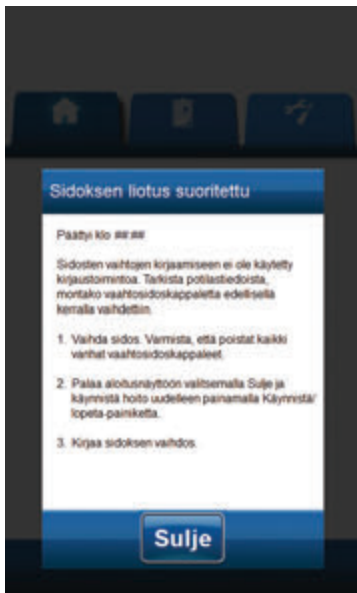 Sidoksen liotus suoritettu
Päättyi klo ##:##
Sidosten vaihtojen kirjaamiseen ei ole käytetty
kirjaustoimintoa. Tarkista potilastiedoista,
montako vaahtosidoskappaletta edellisellä
kerralla vaihdettiin.
1. Vaihda sidos. Varmista, että poistat kaikki
vanhat vaahtosidoskappaleet.
2. Palaa aloitusnäyttöön valitsemalla Sulje ja
käynnistä hoito uudelleen painamalla Käynnistä/
lopeta-painiketta.
3. Kirjaa sidoksen vaihdos.
Sulje